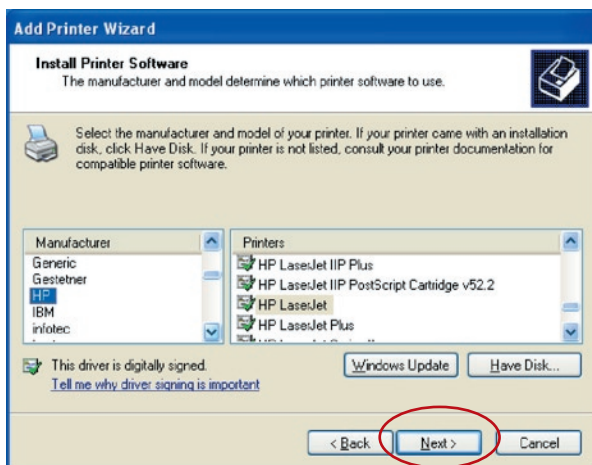 Add Printer Wizard
Install Printer Software
The manufacturer and model determine which printer software to use.
Select the manufacturer and model of your printer. If your printer came with an installation
disk, click Have Disk. If your printer is not listed, consult your printer documentation for
compatible printer software.
Manufacturer
Generic
Gestetner
HP
IBM
infotec
Printers
HP LaserJet IIP Plus
HP LaserJet IIP PostScript Cartridge v52.2
HP LaserJet
HP LaserJet Plus
This driver is digitally signed.
Tell me why driver signing is important
Windows Update
Have Disk...
< Back
Next >
Cancel